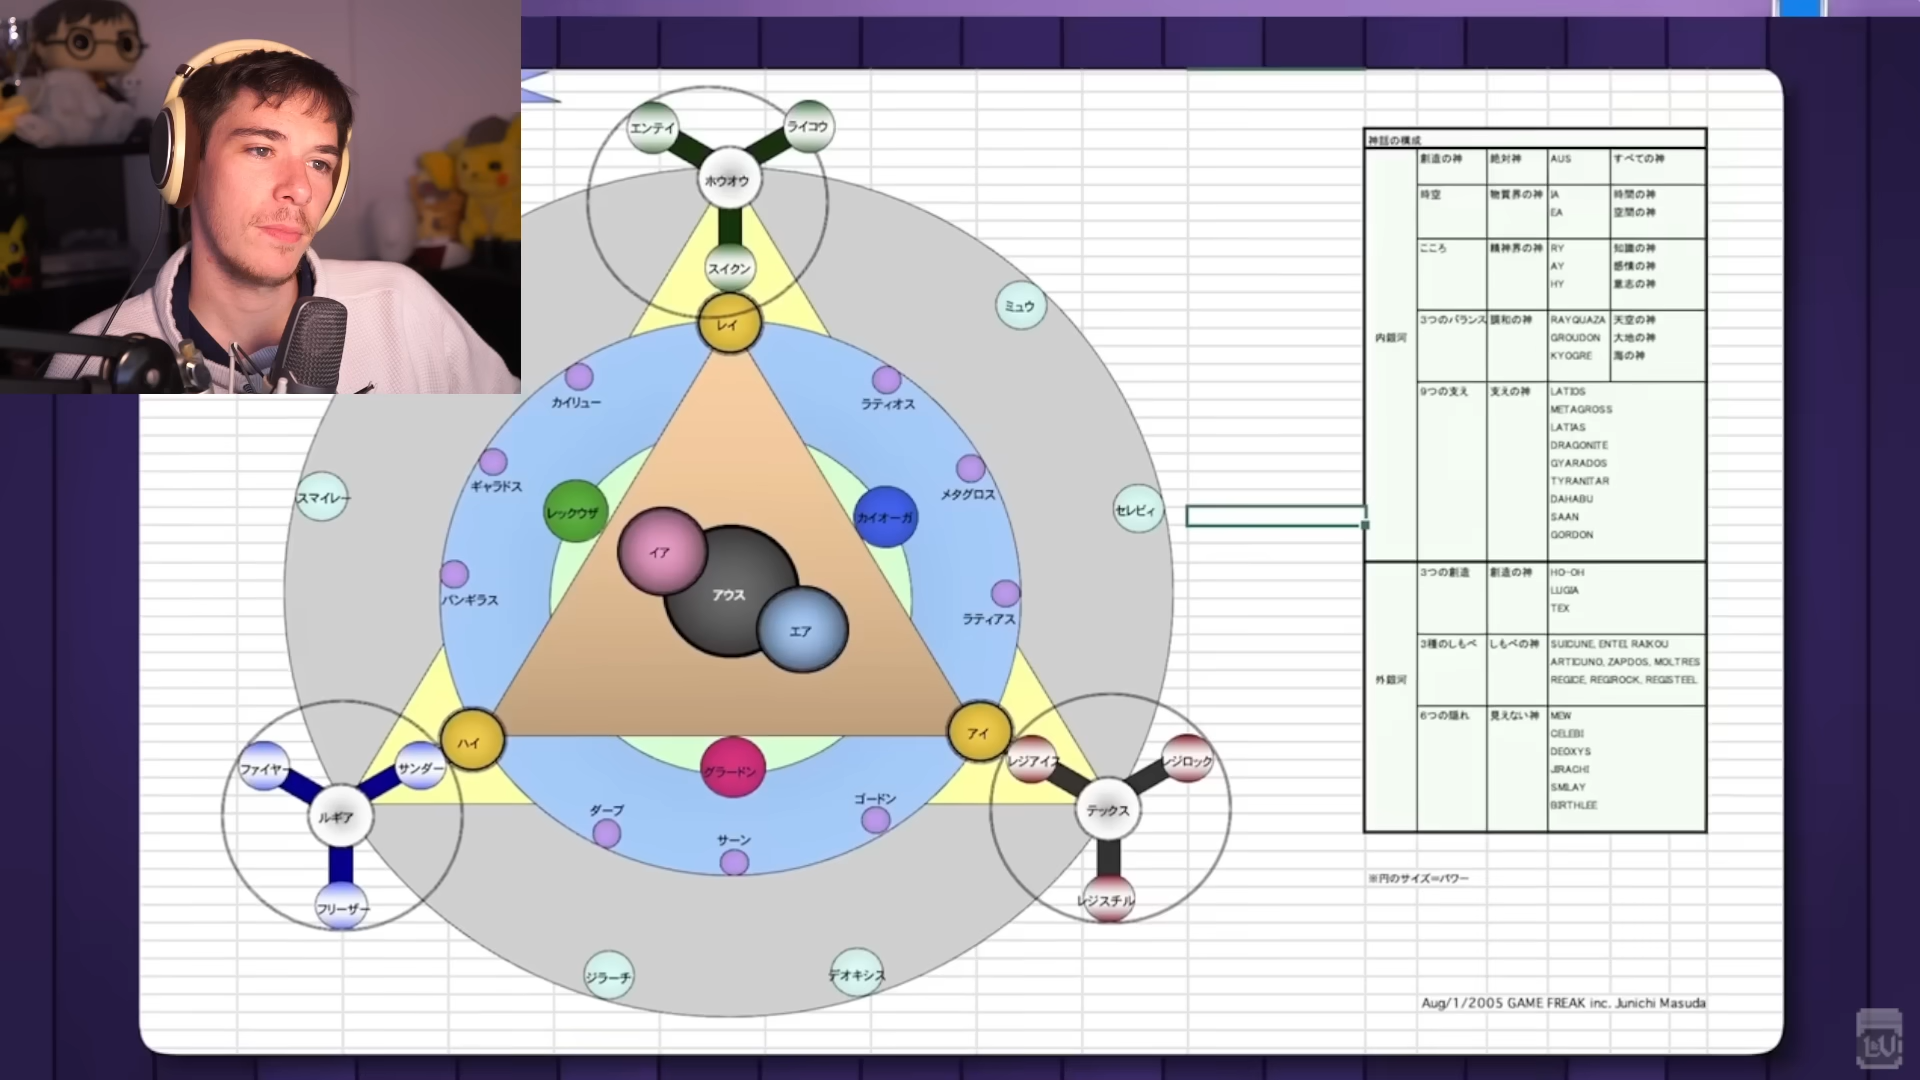 エンテイ
ライコウ
ホウオウ
スイクン
レイ
ミュウ
カイリュー
ラティオス
ギャラドス
メタグロス
スマイレー
レックウザ
カイオーガ
セレビィ
イア
アウス
エア
バンギラス
ラティアス
ハイ
アイ
ファイヤー
サンダー
グラードン
レジアイス
レジロック
ルギア
ダーブ
ゴードン
テックス
サーン
フリーザー
レジスチル
ジラーチ
デオキシス
神話の構成
内銀河
創造の神 絶対神 AUS すべての神
時空 物質界の神 IA 時間の神
EA 空間の神
こころ 精神界の神 RY 知識の神
AY 感情の神
HY 意志の神
3つのバランス 調和の神 RAYQUAZA 天空の神
GROUDON 大地の神
KYOGRE 海の神
9つの支え 支えの神 LATIOS
METAGROSS
LATIAS
DRAGONITE
GYARADOS
TYRANITAR
DAHABU
SAAN
GORDON
外銀河
3つの創造 創造の神 HO-OH
LUGIA
TEX
3種のしもべ しもべの神 SUICUNE, ENTEI, RAIKOU
ARTICUNO, ZAPDOS, MOLTRES
REGICE, REGIROCK, REGISTEEL
6つの隠れ 見えない神 MEW
CELEBI
DEOXYS
JIRACHI
SMLAY
BIRTHLEE
※円のサイズ=パワー
Aug/1/2005 GAME FREAK inc. Junichi Masuda